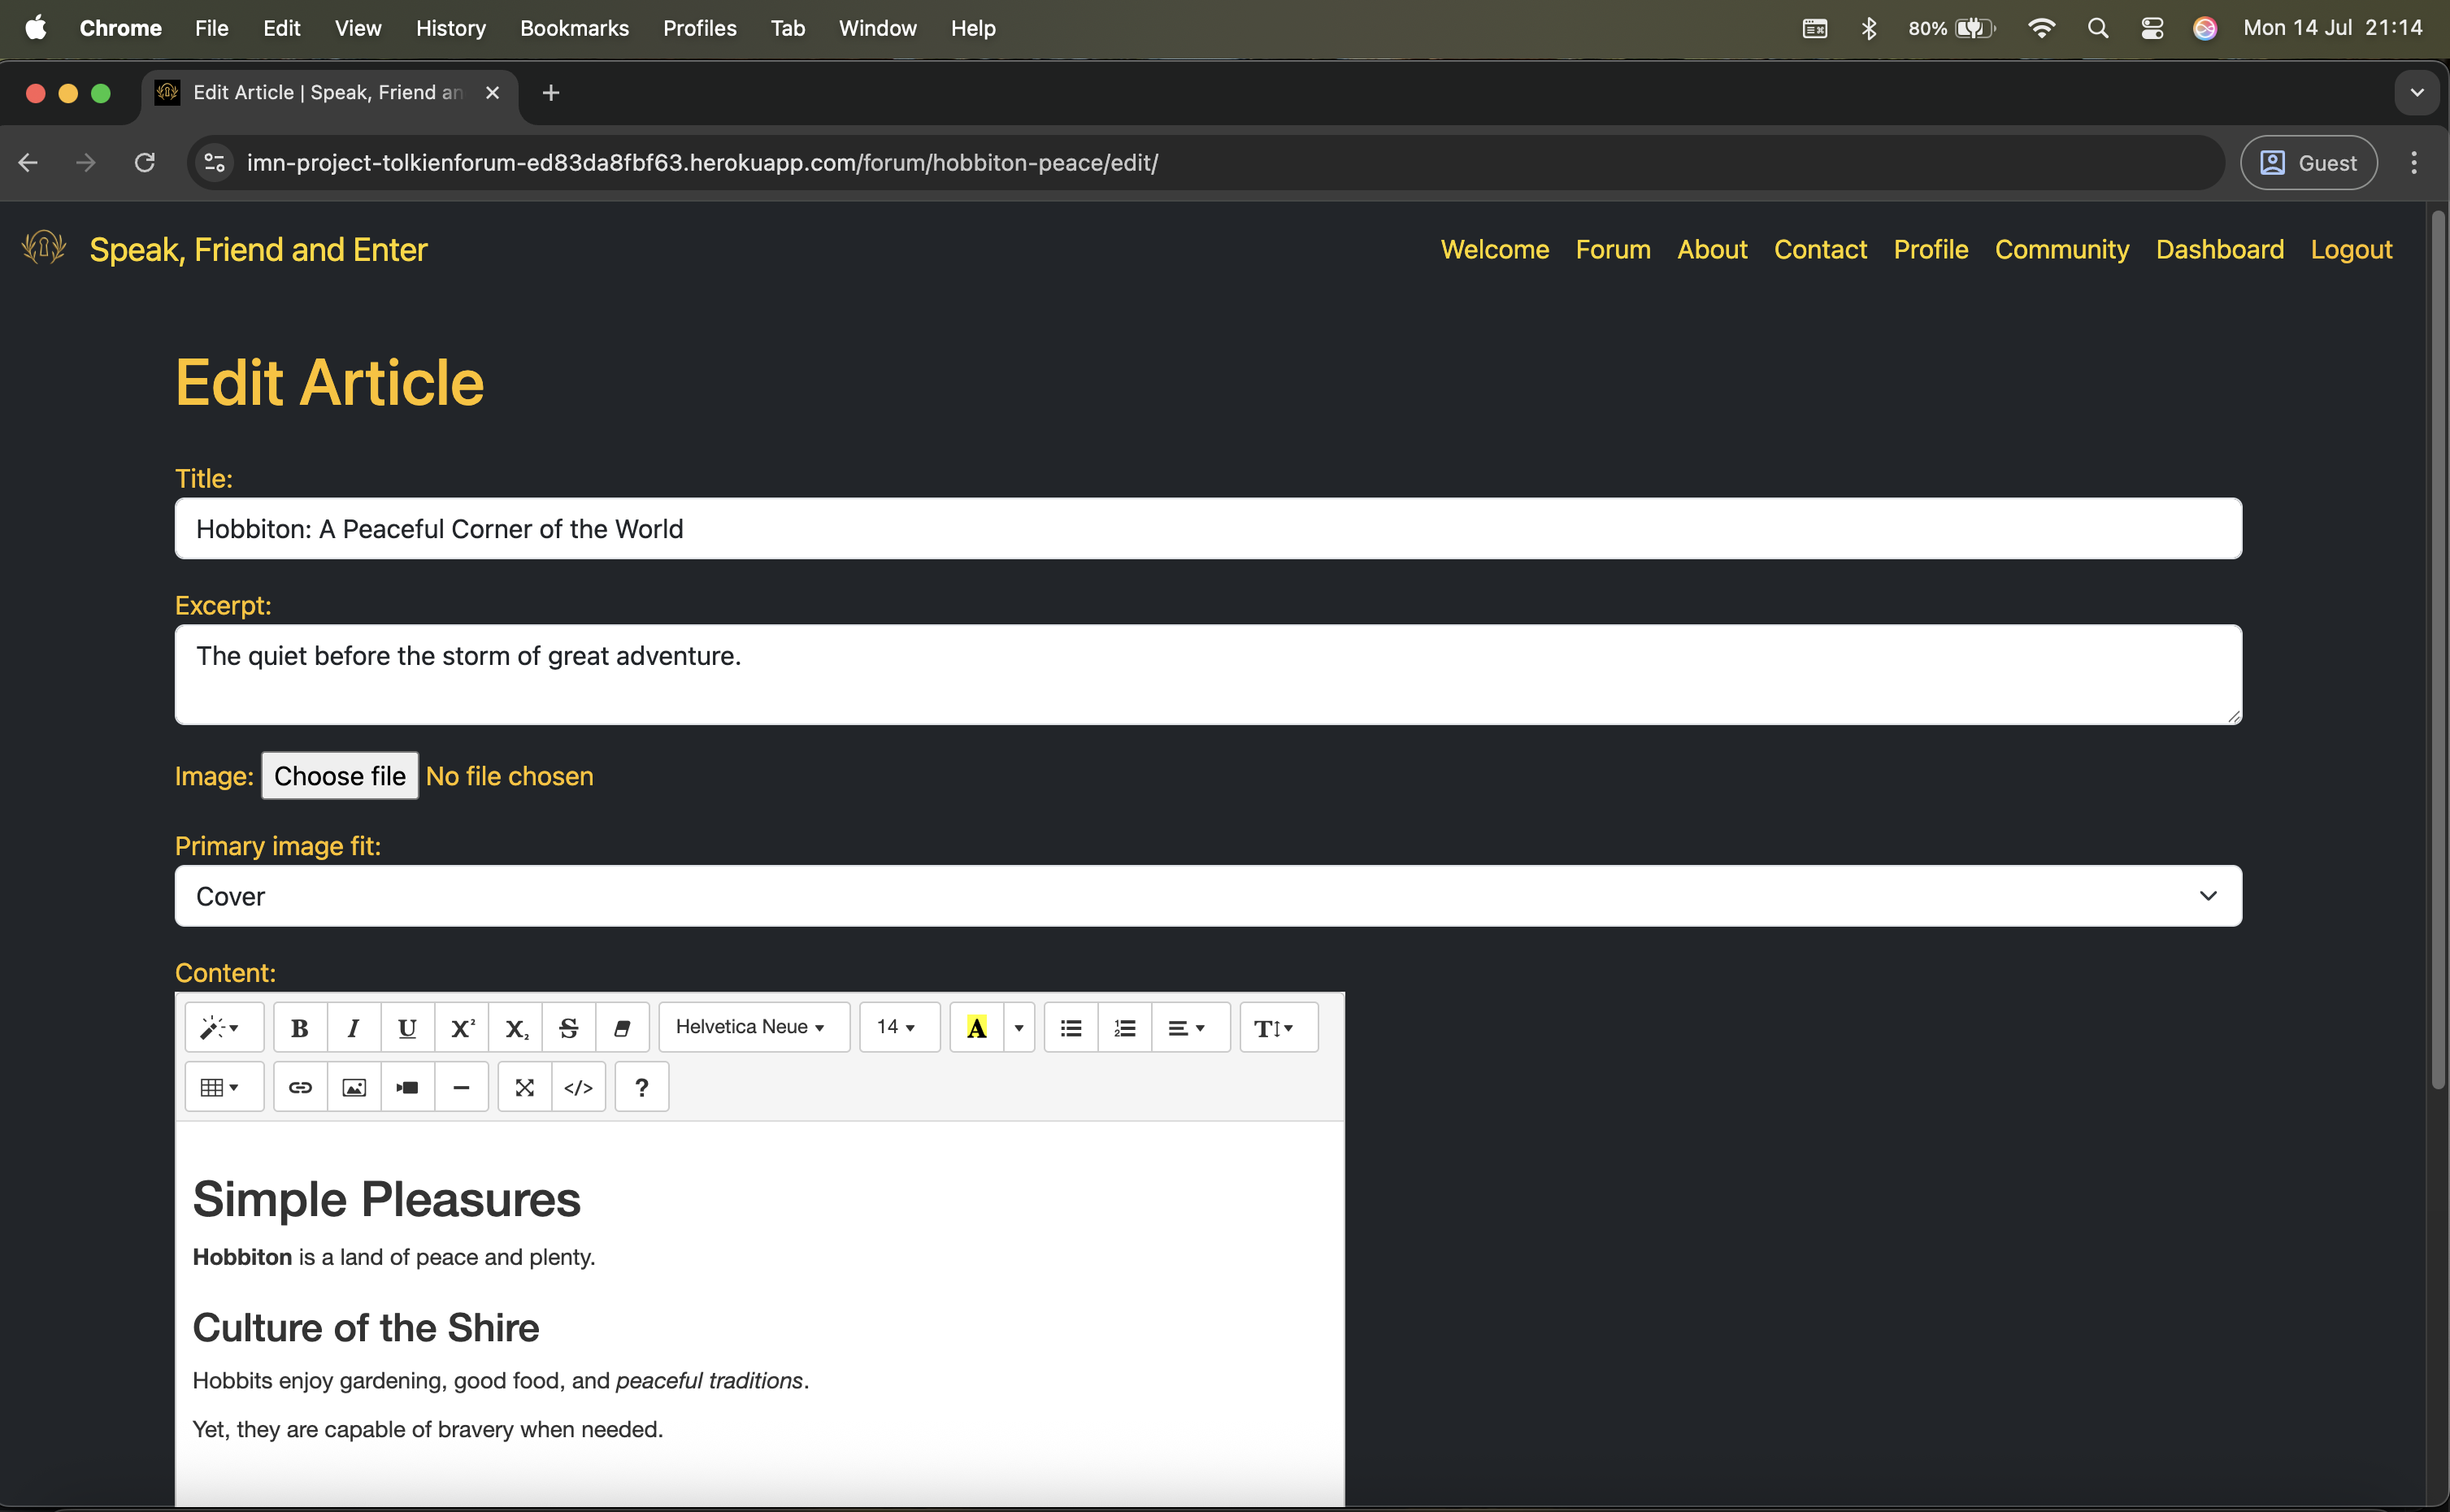 Chrome File Edit View History Bookmarks Profiles Tab Window Help 80% Mon 14 Jul 21:14
Edit Article | Speak, Friend an
imn-project-tolkienforum-ed83da8fbf63.herokuapp.com/forum/hobbiton-peace/edit/ Guest
Speak, Friend and Enter Welcome Forum About Contact Profile Community Dashboard Logout
Edit Article
Title:
Hobbiton: A Peaceful Corner of the World
Excerpt:
The quiet before the storm of great adventure.
Image: Choose file No file chosen
Primary image fit:
Cover
Content:
B I U X² X₂ S Helvetica Neue 14 A T
</> ?
Simple Pleasures
Hobbiton is a land of peace and plenty.
Culture of the Shire
Hobbits enjoy gardening, good food, and peaceful traditions.
Yet, they are capable of bravery when needed.